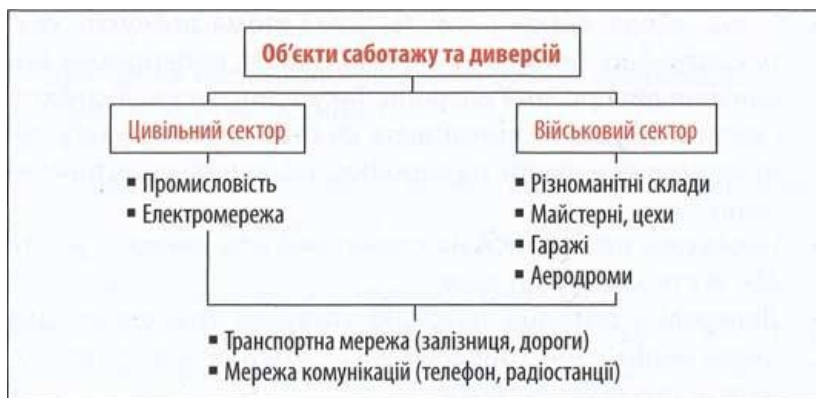 Об’єкти саботажу та диверсій
Цивільний сектор
Військовий сектор
▪ Промисловість
▪ Електромережа
▪ Різноманітні склади
▪ Майстерні, цехи
▪ Гаражі
▪ Аеродроми
▪ Транспортна мережа (залізниця, дороги)
▪ Мережа комунікацій (телефон, радіостанції)